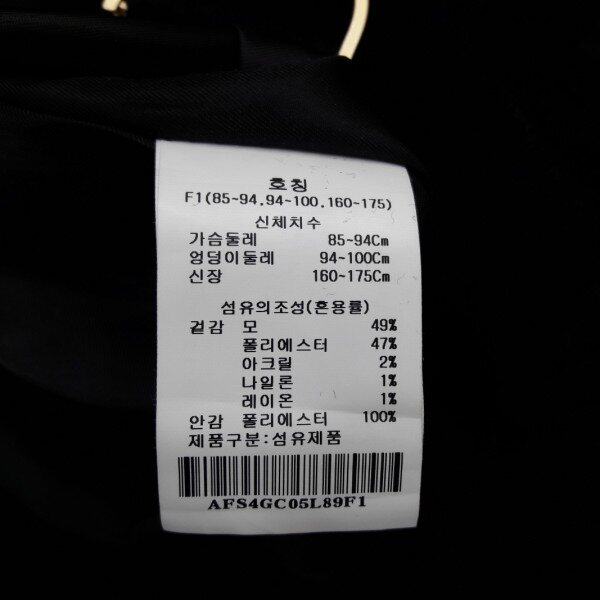 호칭
F1(85~94,94~100,160~175)
신체치수
가슴둘레 85~94Cm
엉덩이둘레 94~100Cm
신장 160~175Cm
섬유의조성(혼용률)
겉감 모 49%
폴리에스터 47%
아크릴 2%
나일론 1%
레이온 1%
안감 폴리에스터 100%
제품구분:섬유제품
AFS4GC05L89F1